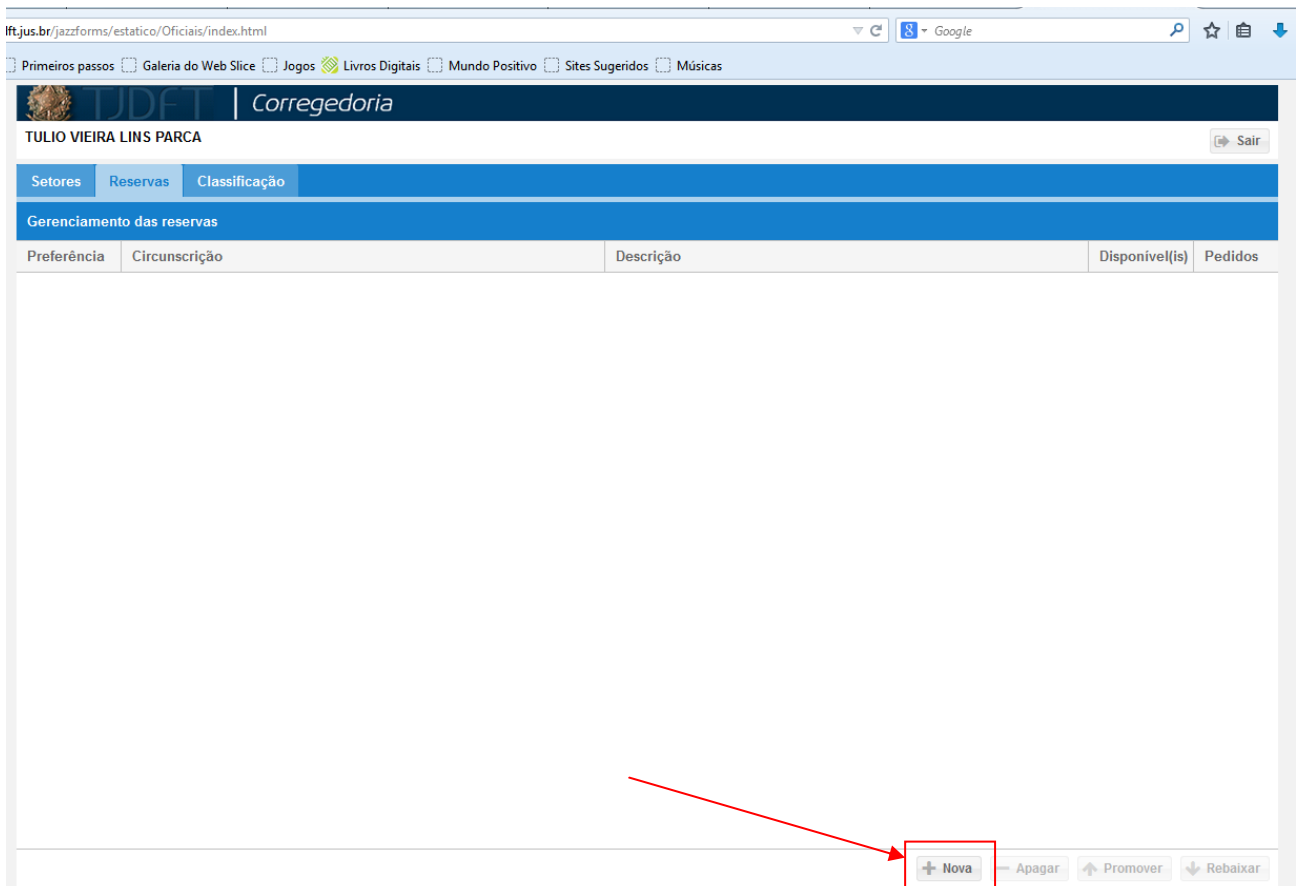 lft.jus.br/jazzforms/estatico/Oficiais/index.html Google
Primeiros passos Galeria do Web Slice Jogos Livros Digitais Mundo Positivo Sites Sugeridos Músicas
TJDFT | Corregedoria
TULIO VIEIRA LINS PARCA Sair
Setores Reservas Classificação
Gerenciamento das reservas
Preferência Circunscrição Descrição Disponível(is) Pedidos
Nova Apagar Promover Rebaixar